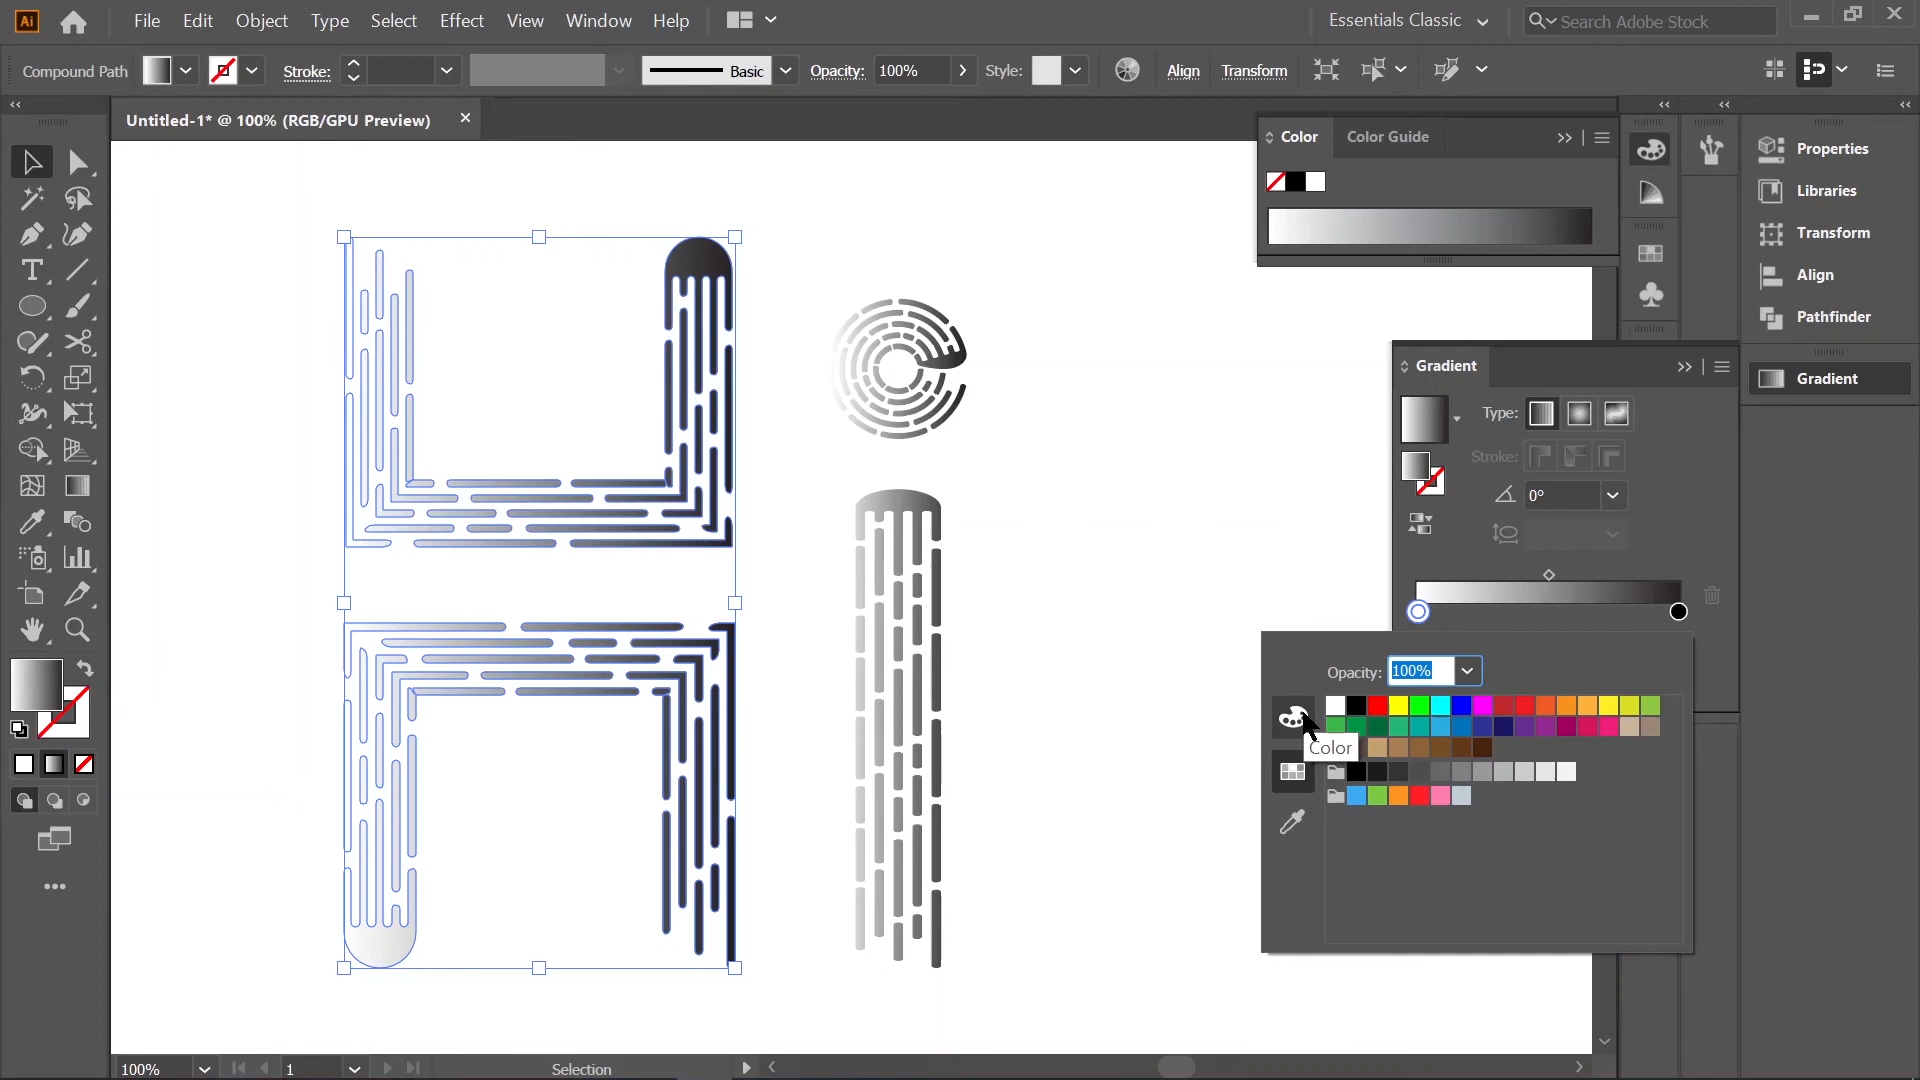 Ai File Edit Object Type Select Effect View Window Help Essentials Classic Search Adobe Stock
Compound Path Stroke: Basic Opacity: 100% Style: Align Transform
Untitled-1* @ 100% (RGB/GPU Preview)
Color Color Guide
Properties
Libraries
Transform
Align
Pathfinder
Gradient
Gradient
Type:
Stroke:
0°
Opacity: 100%
Color
100% 1 Selection